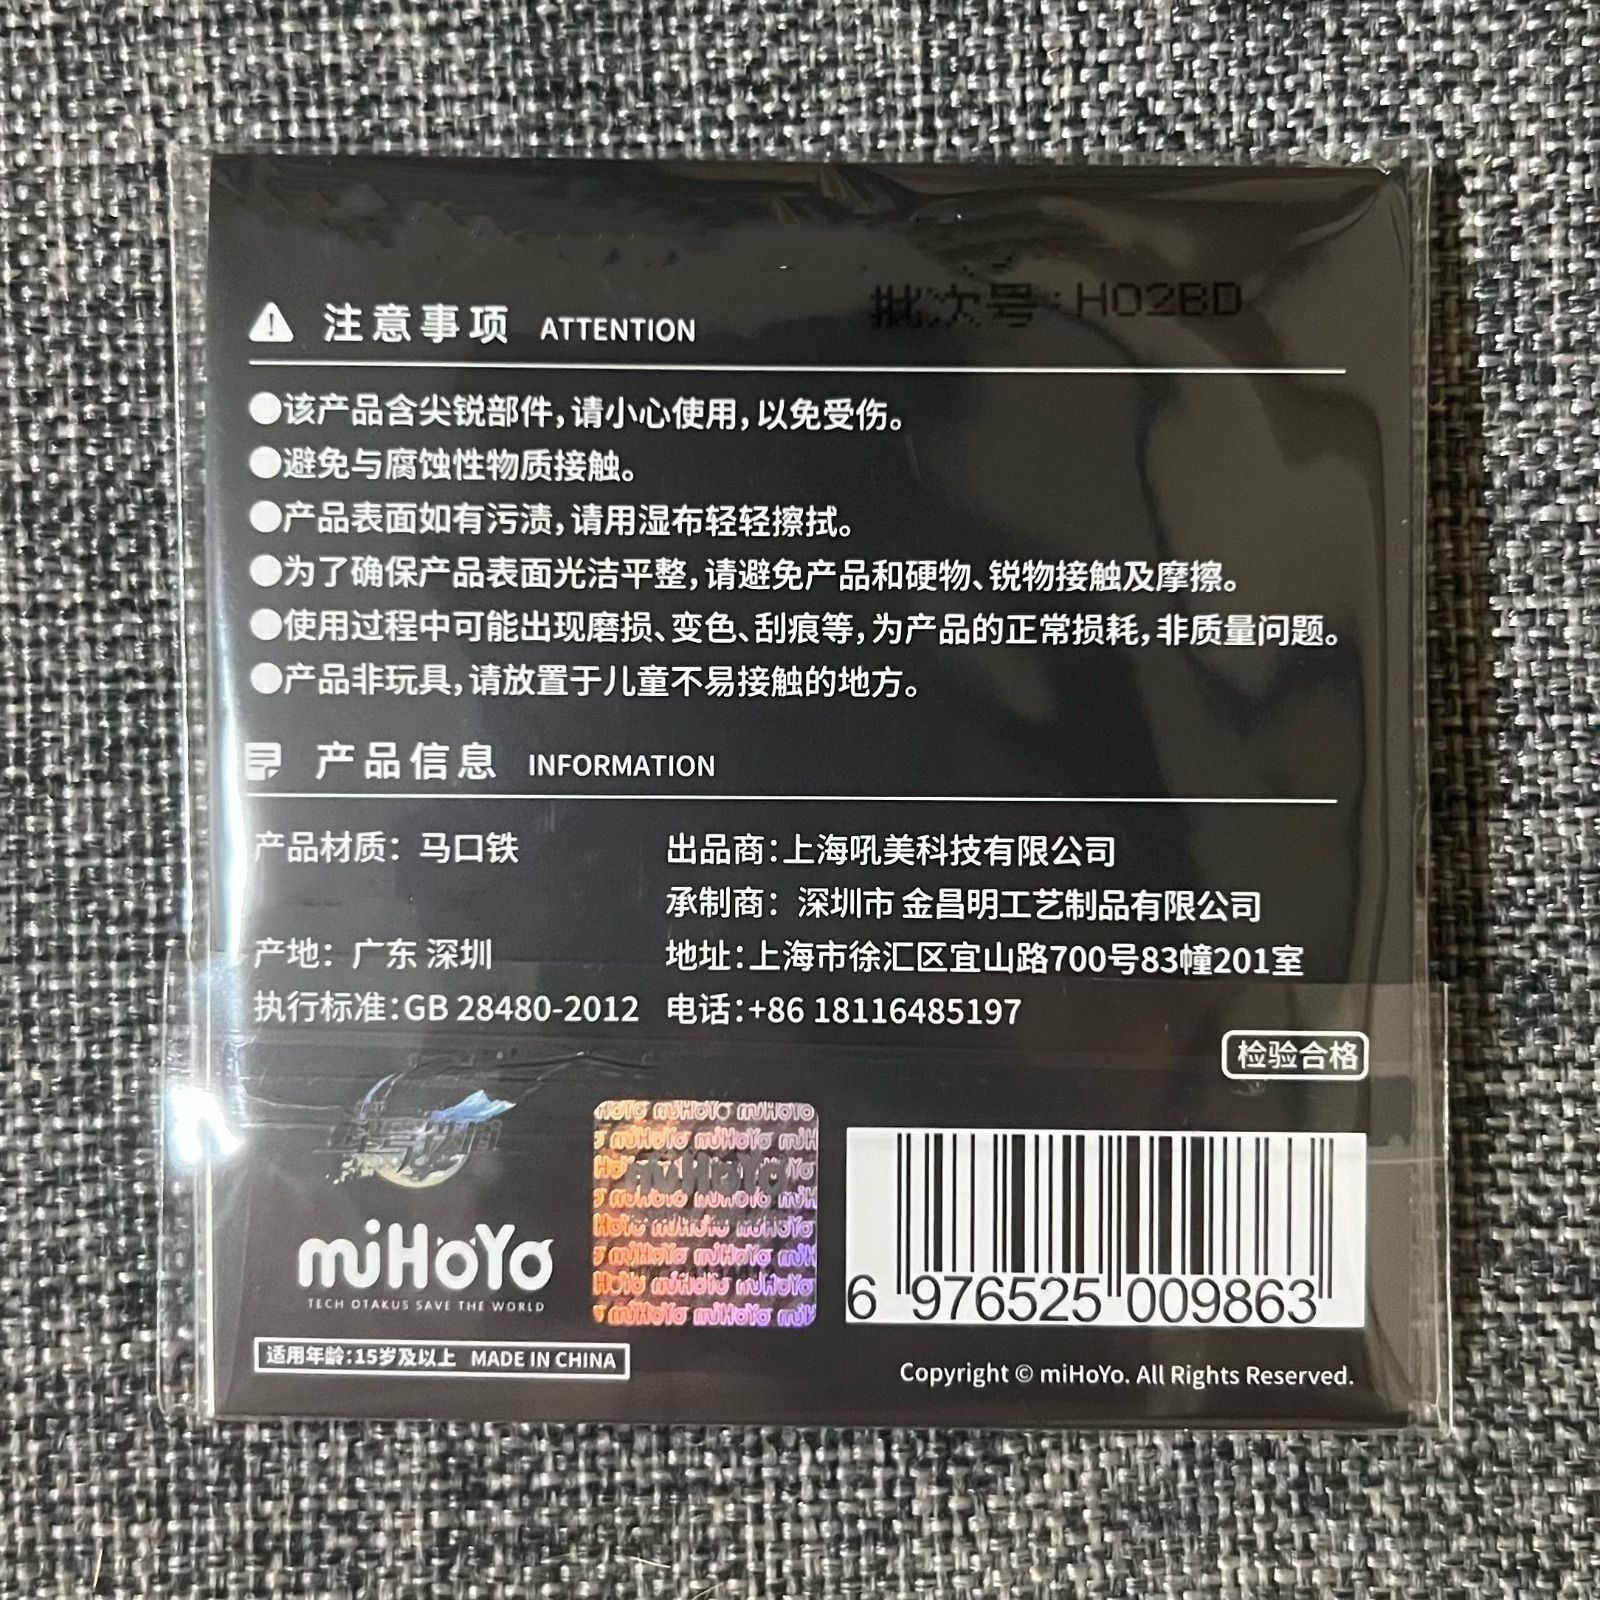 批次号:H02BD
注意事项 ATTENTION
●该产品含尖锐部件,请小心使用,以免受伤。
●避免与腐蚀性物质接触。
●产品表面如有污渍,请用湿布轻轻擦拭。
●为了确保产品表面光洁平整,请避免产品和硬物、锐物接触及摩擦。
●使用过程中可能出现磨损、变色、刮痕等,为产品的正常损耗,非质量问题。
●产品非玩具,请放置于儿童不易接触的地方。
产品信息 INFORMATION
产品材质: 马口铁
出品商:上海吼美科技有限公司
承制商: 深圳市 金昌明工艺制品有限公司
产地: 广东 深圳
地址:上海市徐汇区宜山路700号83幢201室
执行标准:GB 28480-2012
电话:+86 18116485197
检验合格
miHoYo
TECH OTAKUS SAVE THE WORLD
miHoYo
6 976525 009863
适用年龄:15岁及以上 MADE IN CHINA
Copyright © miHoYo. All Rights Reserved.